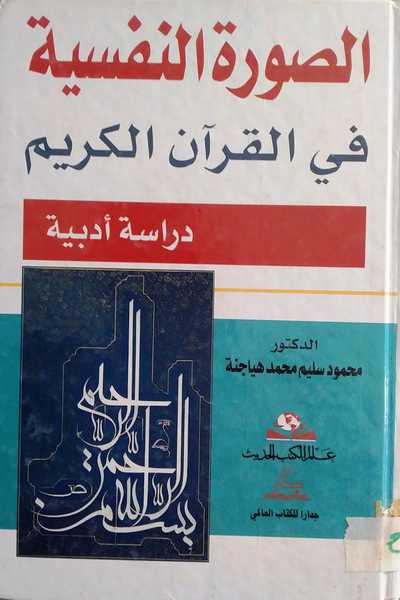 الصورة النفسية
في القرآن الكريم
دراسة أدبية
الدكتور
محمود سليم محمد هياجنة
عالم الكتب الحديث
جدارا للكتاب العالمي
بسم الله الرحمن الرحيم